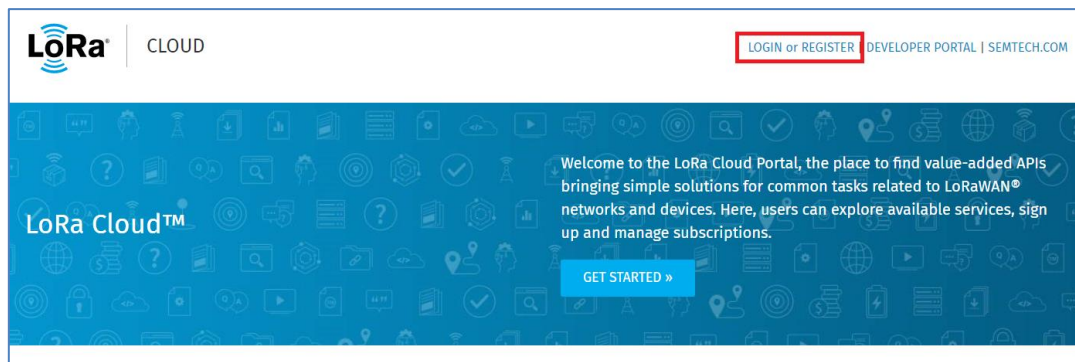 LoRa® CLOUD
LOGIN or REGISTER | DEVELOPER PORTAL | SEMTECH.COM
LoRa Cloud™
Welcome to the LoRa Cloud Portal, the place to find value-added APIs
bringing simple solutions for common tasks related to LoRaWAN®
networks and devices. Here, users can explore available services, sign
up and manage subscriptions.
GET STARTED »